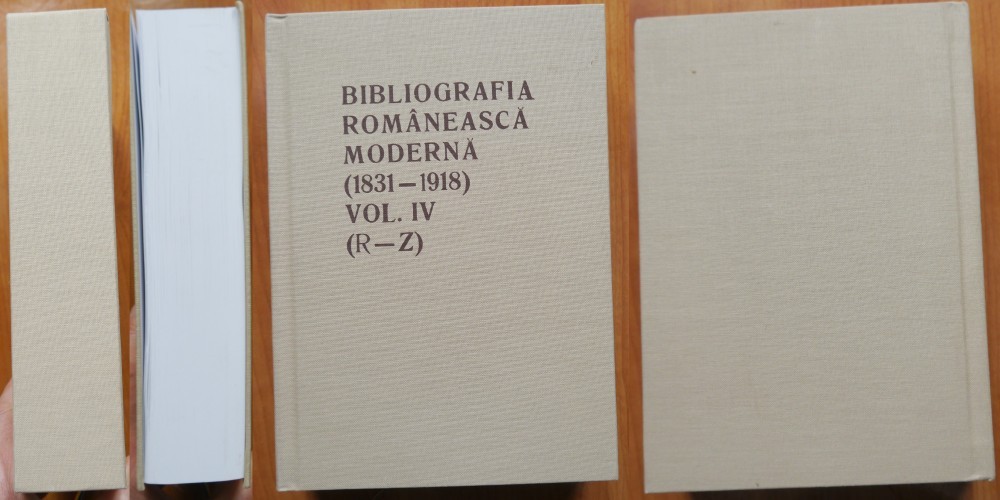 BIBLIOGRAFIA
ROMÂNEASCĂ
MODERNĂ
(1831—1918)
VOL. IV
(R—Z)